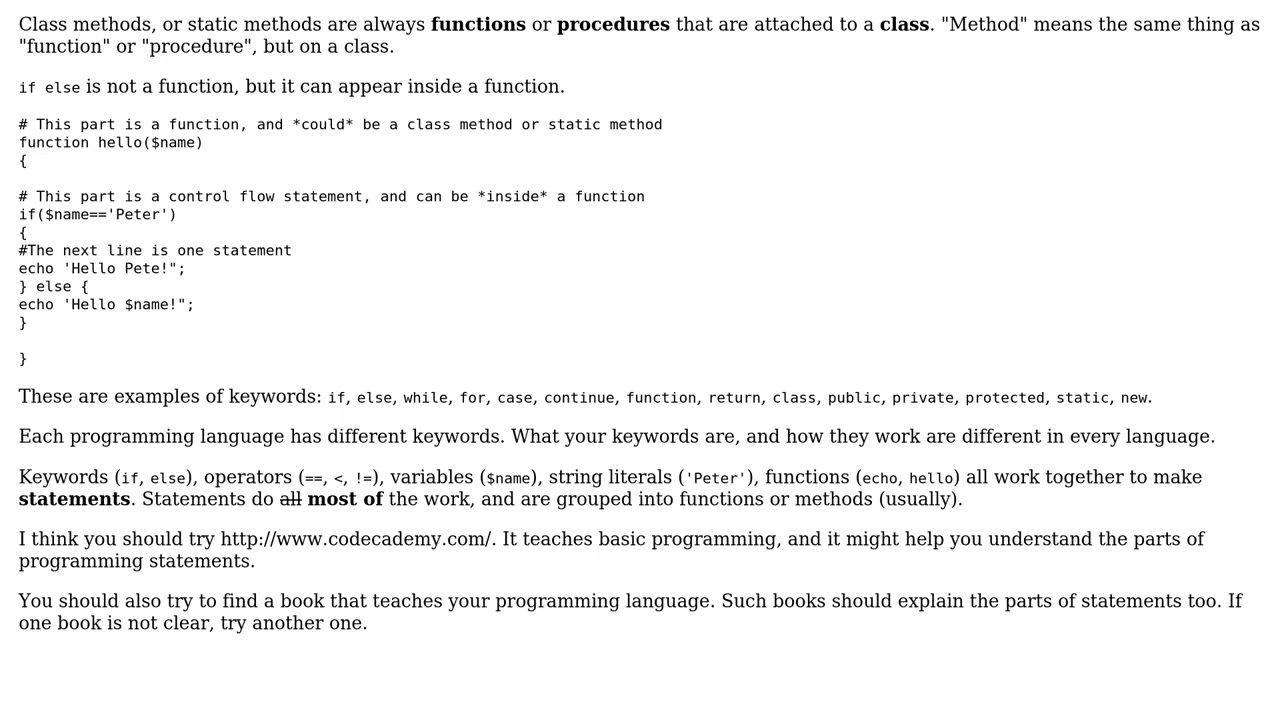 Class methods, or static methods are always functions or procedures that are attached to a class. "Method" means the same thing as
"function" or "procedure", but on a class.
if else is not a function, but it can appear inside a function.
# This part is a function, and *could* be a class method or static method
function hello($name)
{
# This part is a control flow statement, and can be *inside* a function
if($name=='Peter')
{
#The next line is one statement
echo 'Hello Pete!";
} else {
echo 'Hello $name!";
}
}
These are examples of keywords: if, else, while, for, case, continue, function, return, class, public, private, protected, static, new.
Each programming language has different keywords. What your keywords are, and how they work are different in every language.
Keywords (if, else), operators (==, <, !=), variables ($name), string literals ('Peter'), functions (echo, hello) all work together to make
statements. Statements do all most of the work, and are grouped into functions or methods (usually).
I think you should try http://www.codecademy.com/. It teaches basic programming, and it might help you understand the parts of
programming statements.
You should also try to find a book that teaches your programming language. Such books should explain the parts of statements too. If
one book is not clear, try another one.